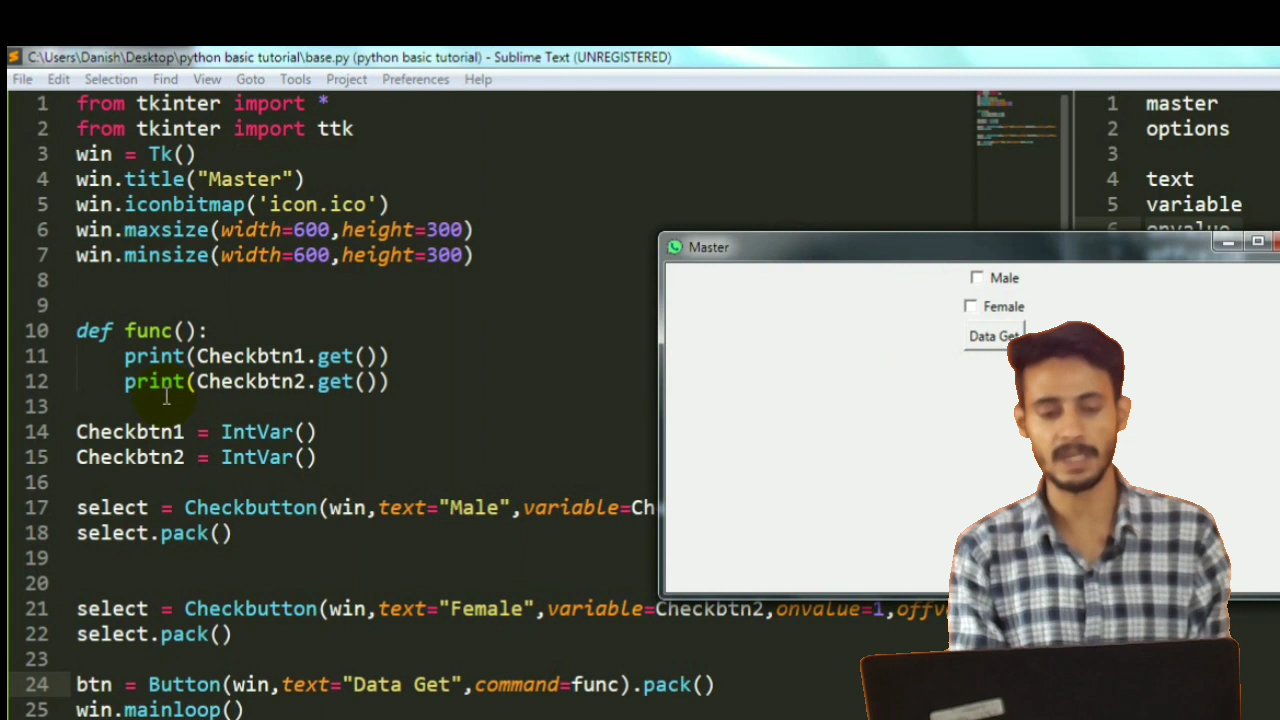 C:\Users\Danish\Desktop\python basic tutorial\base.py (python basic tutorial) - Sublime Text (UNREGISTERED)
File Edit Selection Find View Goto Tools Project Preferences Help
1 from tkinter import *
2 from tkinter import ttk
3 win = Tk()
4 win.title("Master")
5 win.iconbitmap('icon.ico')
6 win.maxsize(width=600,height=300)
7 win.minsize(width=600,height=300)
8
9
10 def func():
11 print(Checkbtn1.get())
12 print(Checkbtn2.get())
13
14 Checkbtn1 = IntVar()
15 Checkbtn2 = IntVar()
16
17 select = Checkbutton(win,text="Male",variable=Ch
18 select.pack()
19
20
21 select = Checkbutton(win,text="Female",variable=Checkbtn2,onvalue=1,offv
22 select.pack()
23
24 btn = Button(win,text="Data Get",command=func).pack()
25 win.mainloop()
1 master
2 options
3
4 text
5 variable
6 onvalue
Master
Male
Female
Data Get